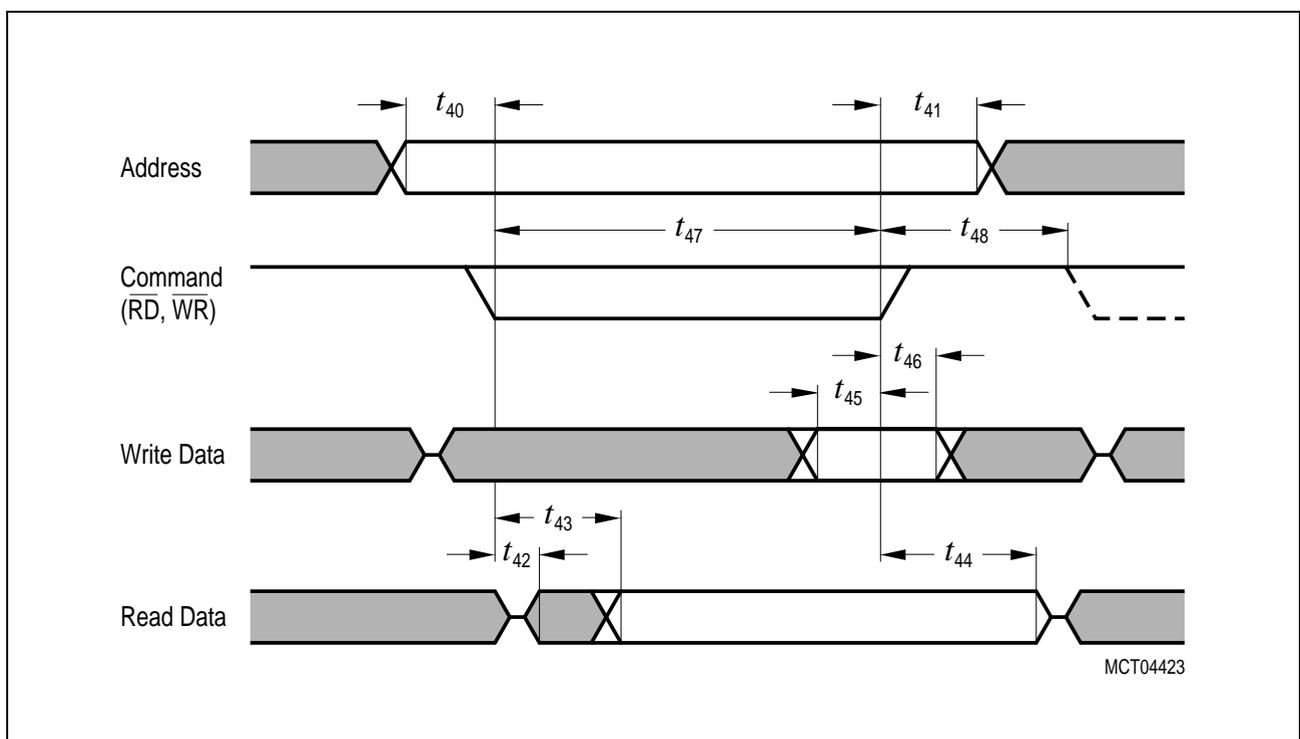 t40
t41
Address
t47
t48
Command
(RD, WR)
t46
t45
Write Data
t43
t42
t44
Read Data
MCT04423